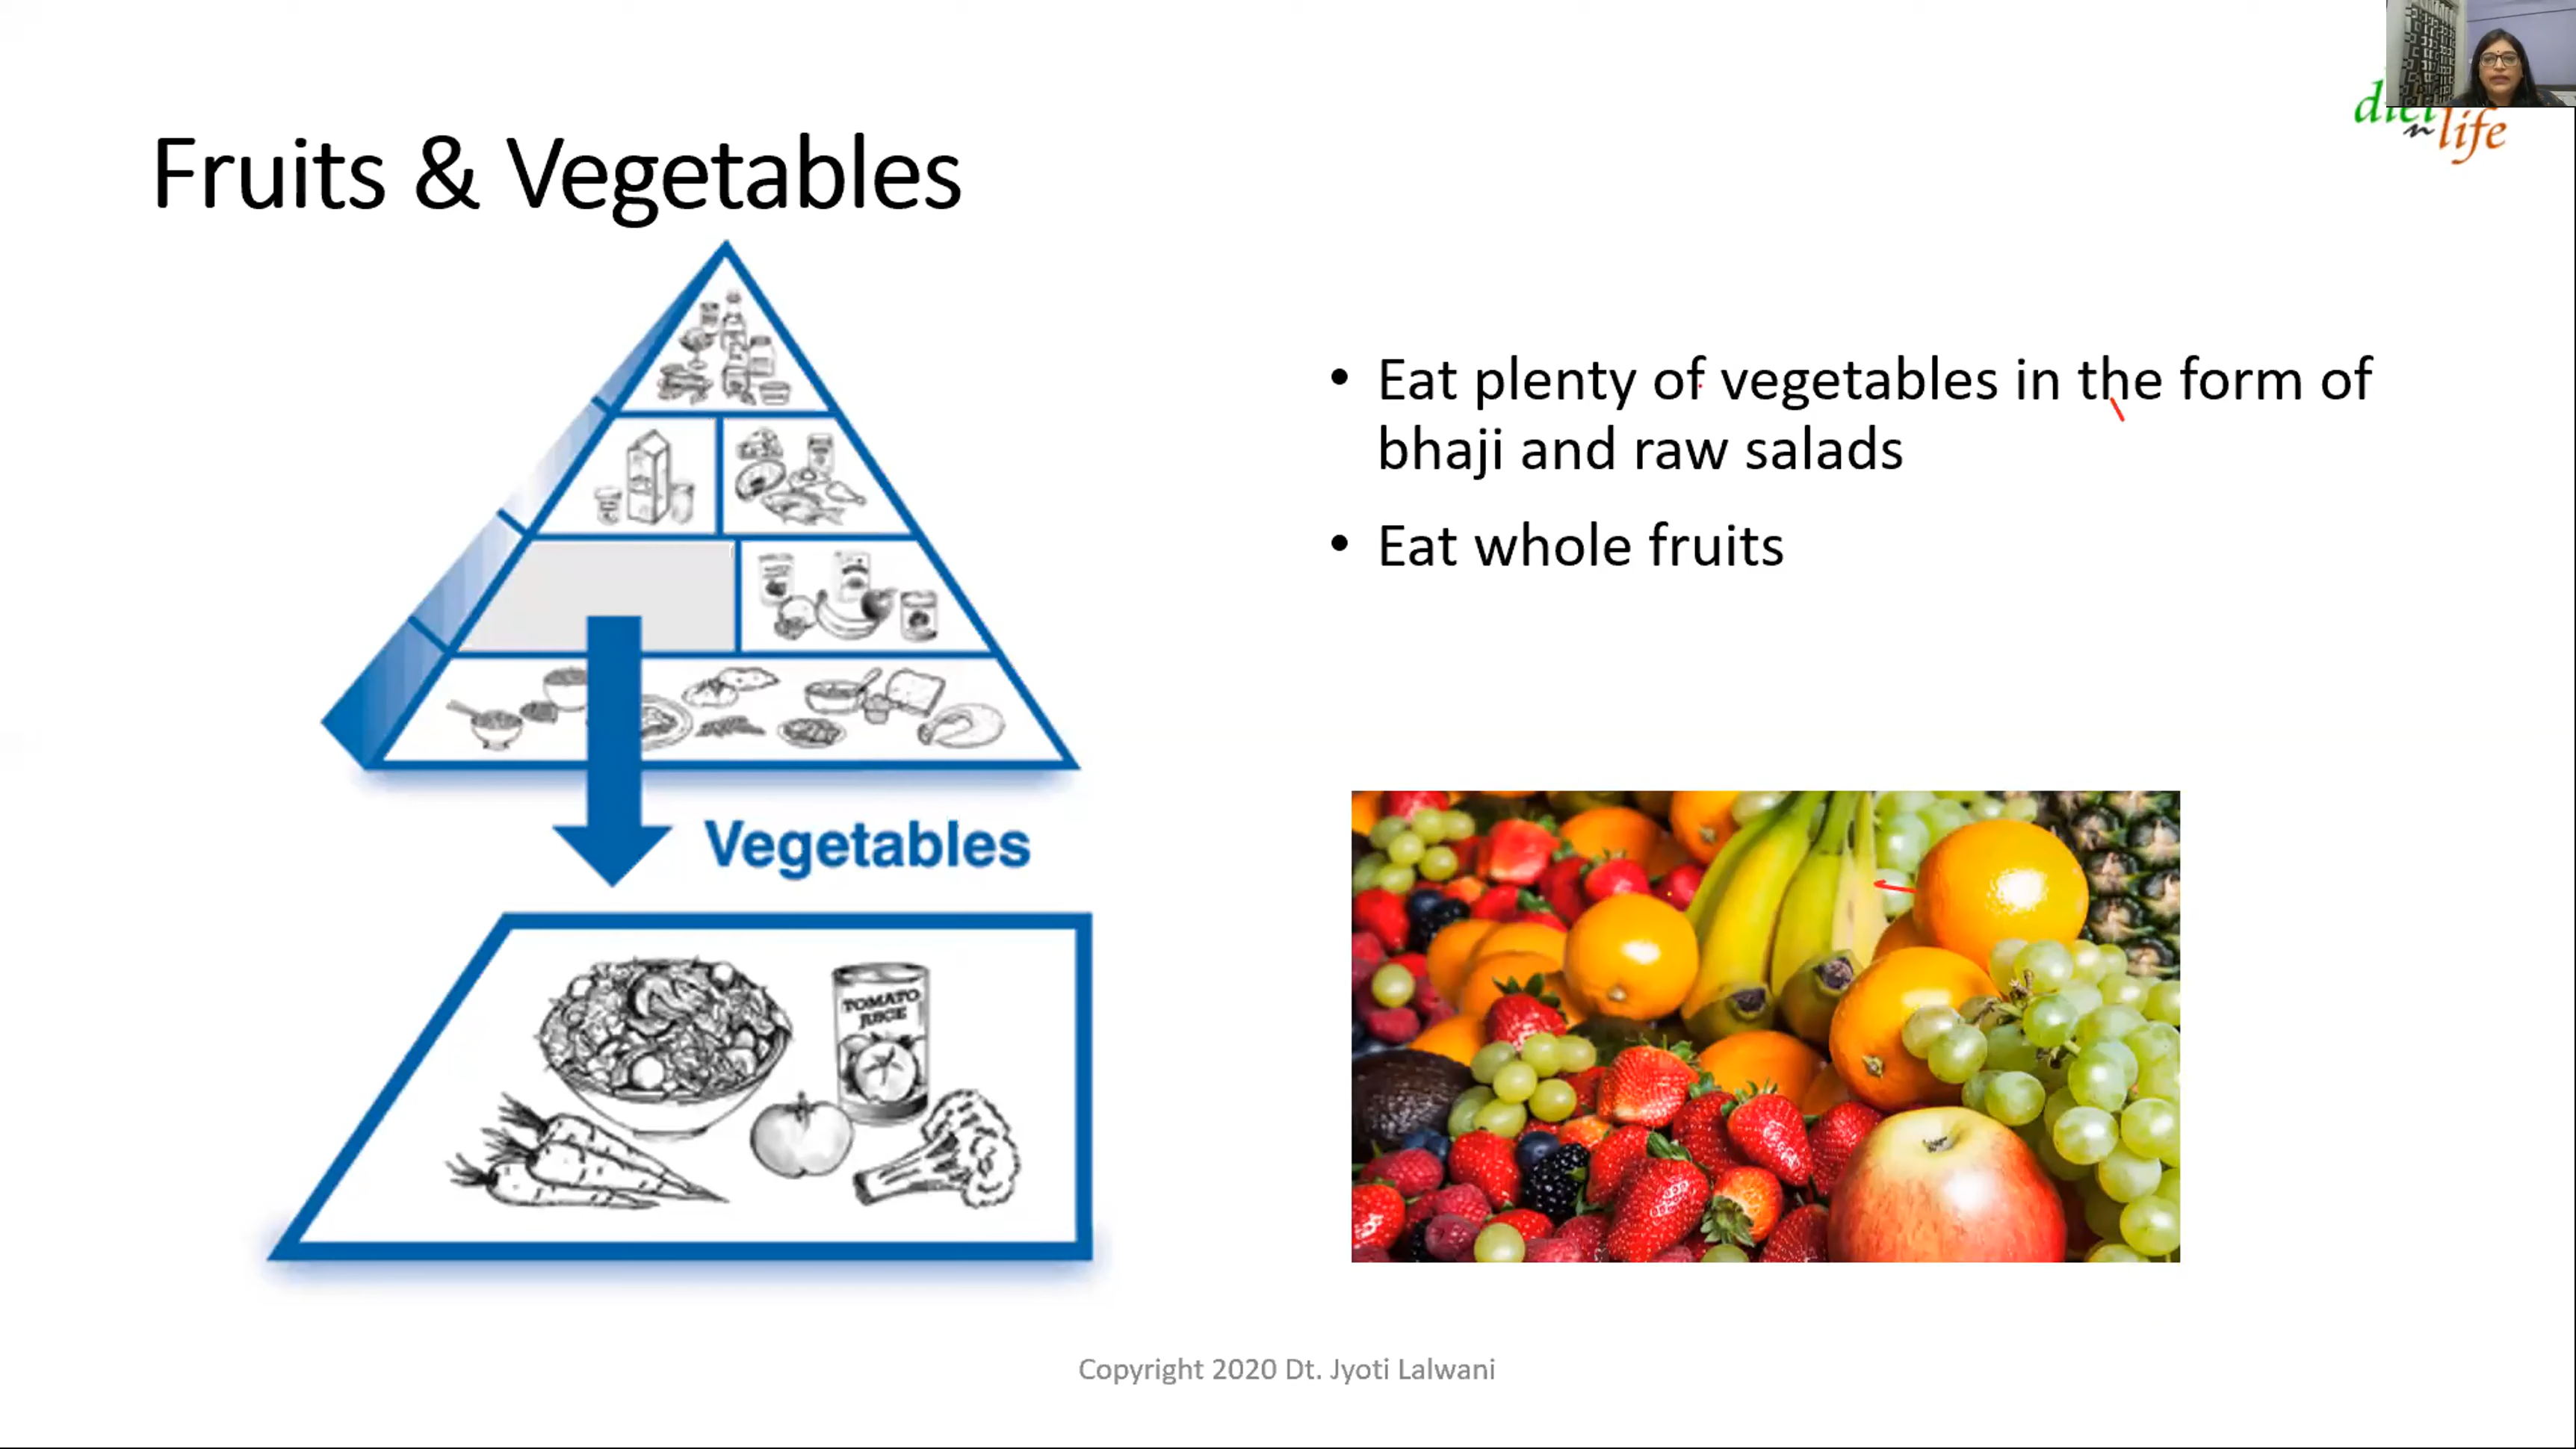 Fruits & Vegetables
diet
n life
• Eat plenty of vegetables in the form of
bhaji and raw salads
• Eat whole fruits
Vegetables
TOMATO
JUICE
Copyright 2020 Dt. Jyoti Lalwani